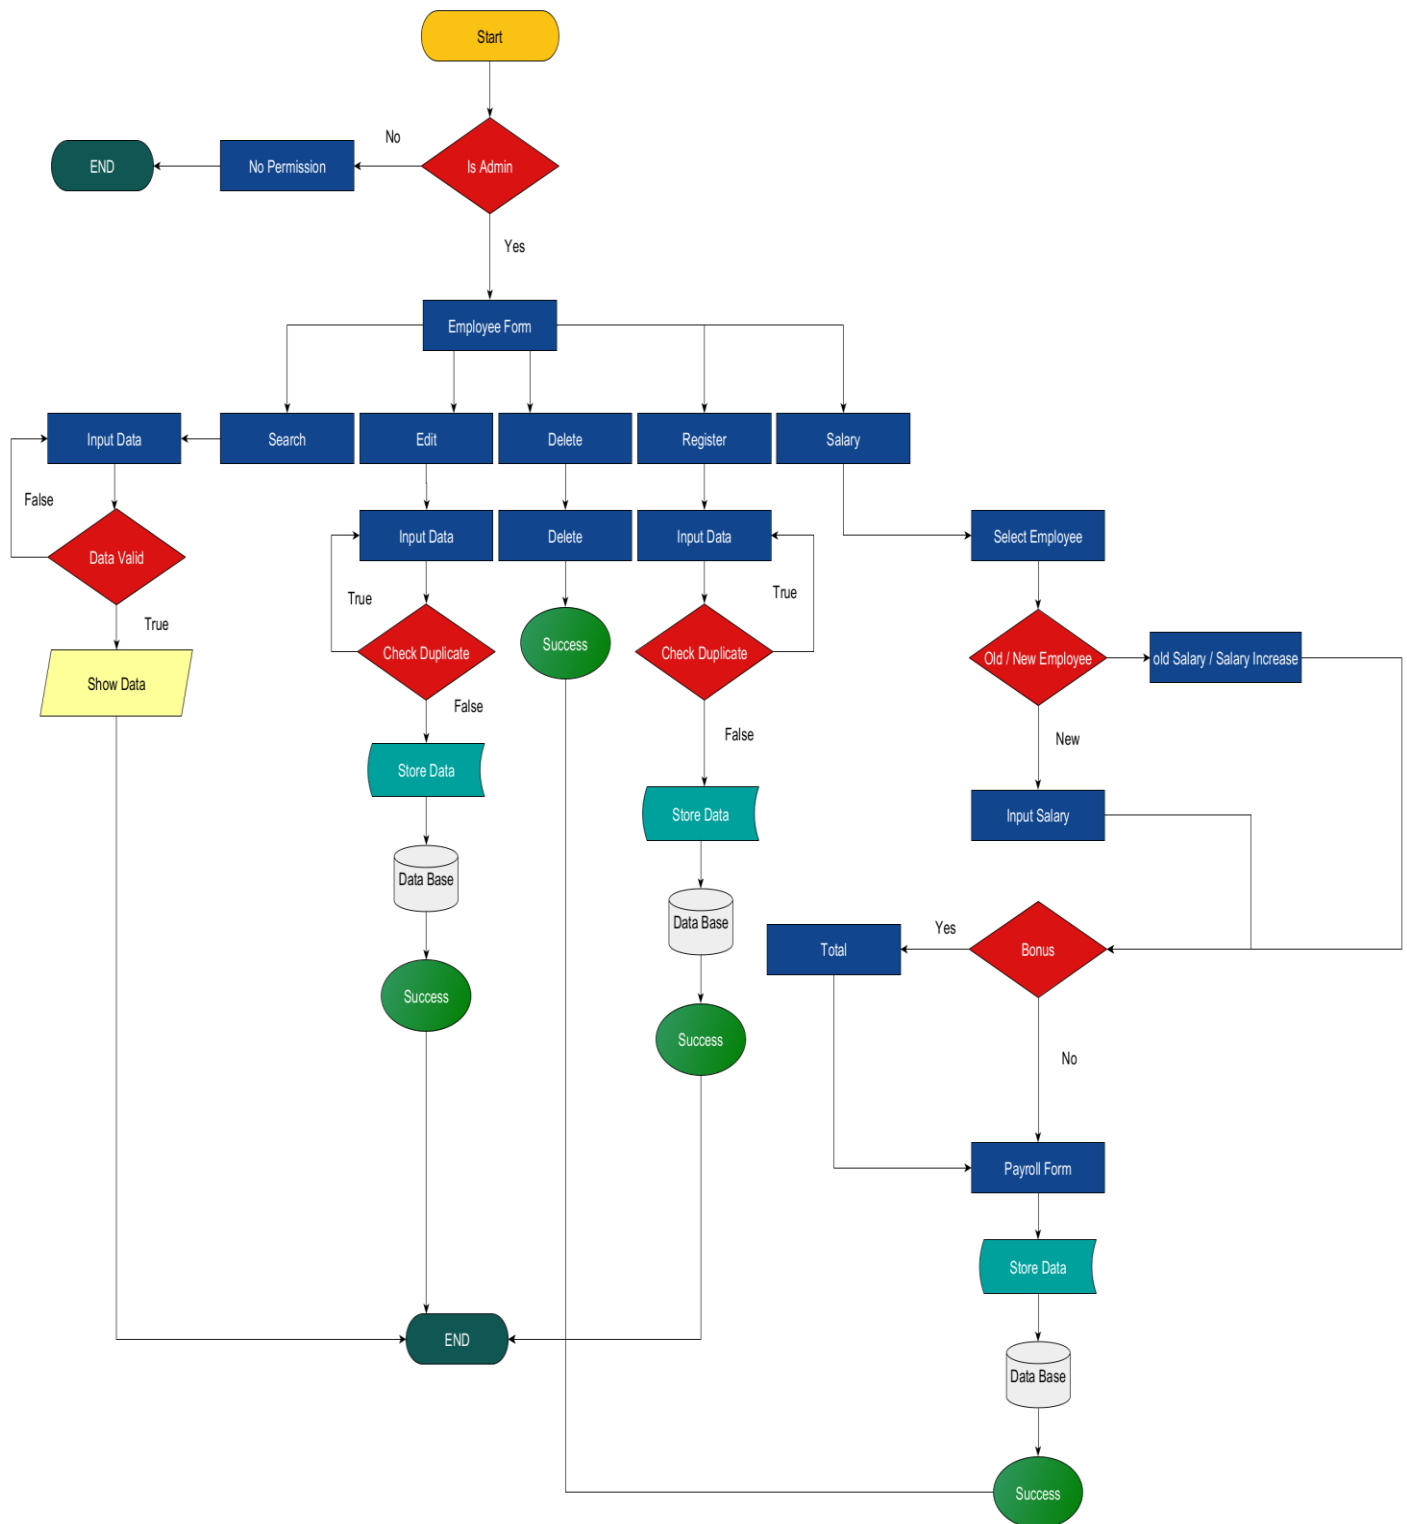 Start
No
END
No Permission
Is Admin
Yes
Employee Form
Input Data
Search
Edit
Delete
Register
Salary
False
Data Valid
True
Show Data
Input Data
True
Check Duplicate
False
Store Data
Data Base
Success
Delete
Success
Input Data
True
Check Duplicate
False
Store Data
Data Base
Success
Select Employee
Old / New Employee
old Salary / Salary Increase
New
Input Salary
Yes
Total
Bonus
No
Payroll Form
Store Data
Data Base
Success
END